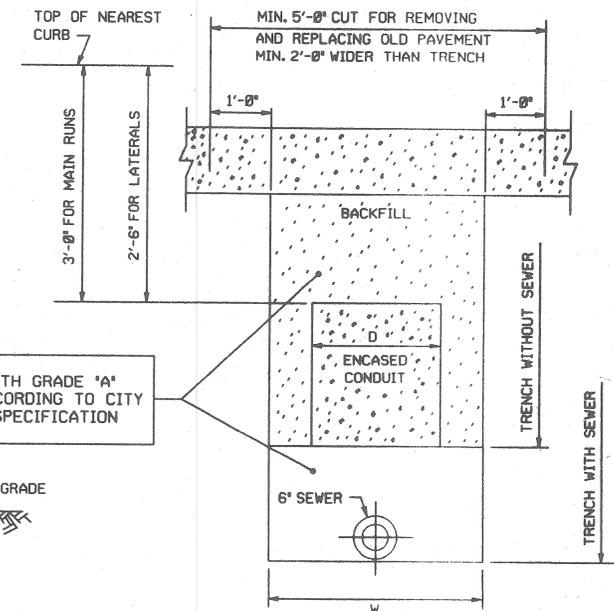 TOP OF NEAREST
CURB
MIN. 5'-0" CUT FOR REMOVING
AND REPLACING OLD PAVEMENT
MIN. 2'-0" WIDER THAN TRENCH
1'-0"
1'-0"
3'-0" FOR MAIN RUNS
2'-6" FOR LATERALS
BACKFILL
D
ENCASED
CONDUIT
TRENCH WITHOUT SEWER
TRENCH WITH SEWER
TH GRADE "A"
CORDING TO CITY
SPECIFICATION
GRADE
6" SEWER
W